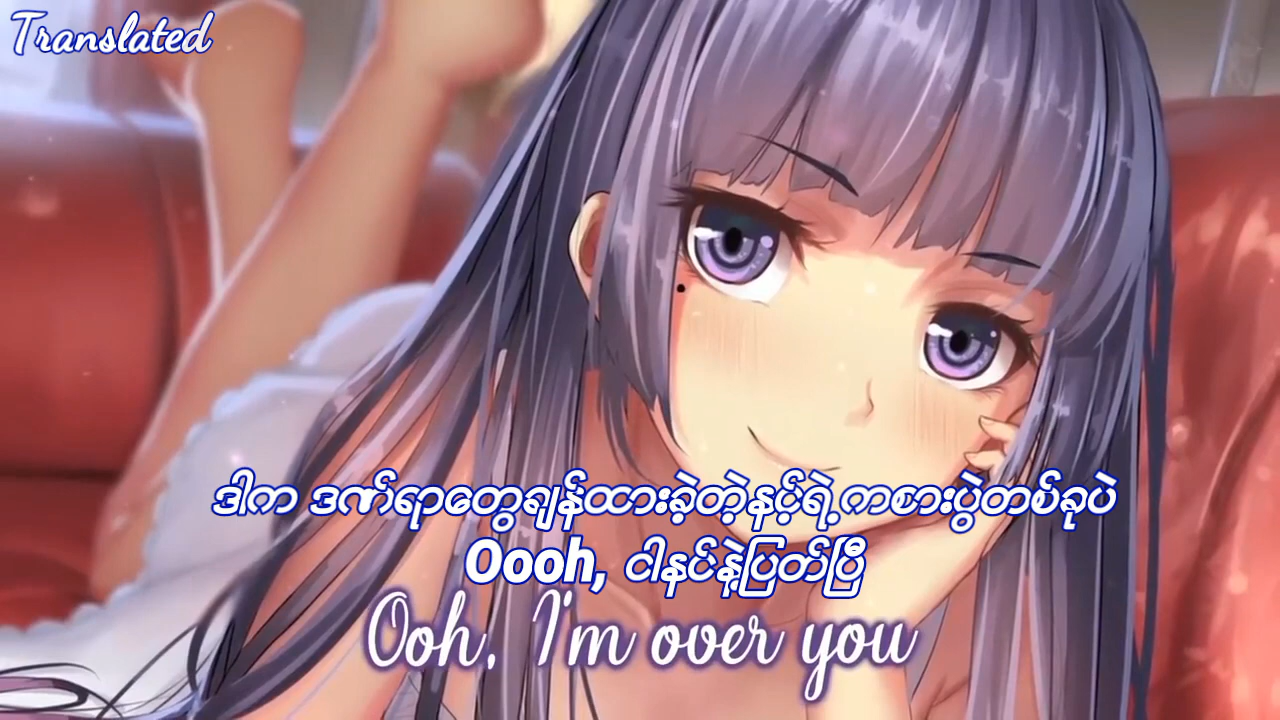 Translated
ဒါက ဒဏ်ရာတွေချန်ထားခဲ့တဲ့နင့်ရဲ့ကစားပွဲတစ်ခုပဲ
Oooh, ငါနင်နဲ့ပြတ်ပြီ
Ooh, I'm over you